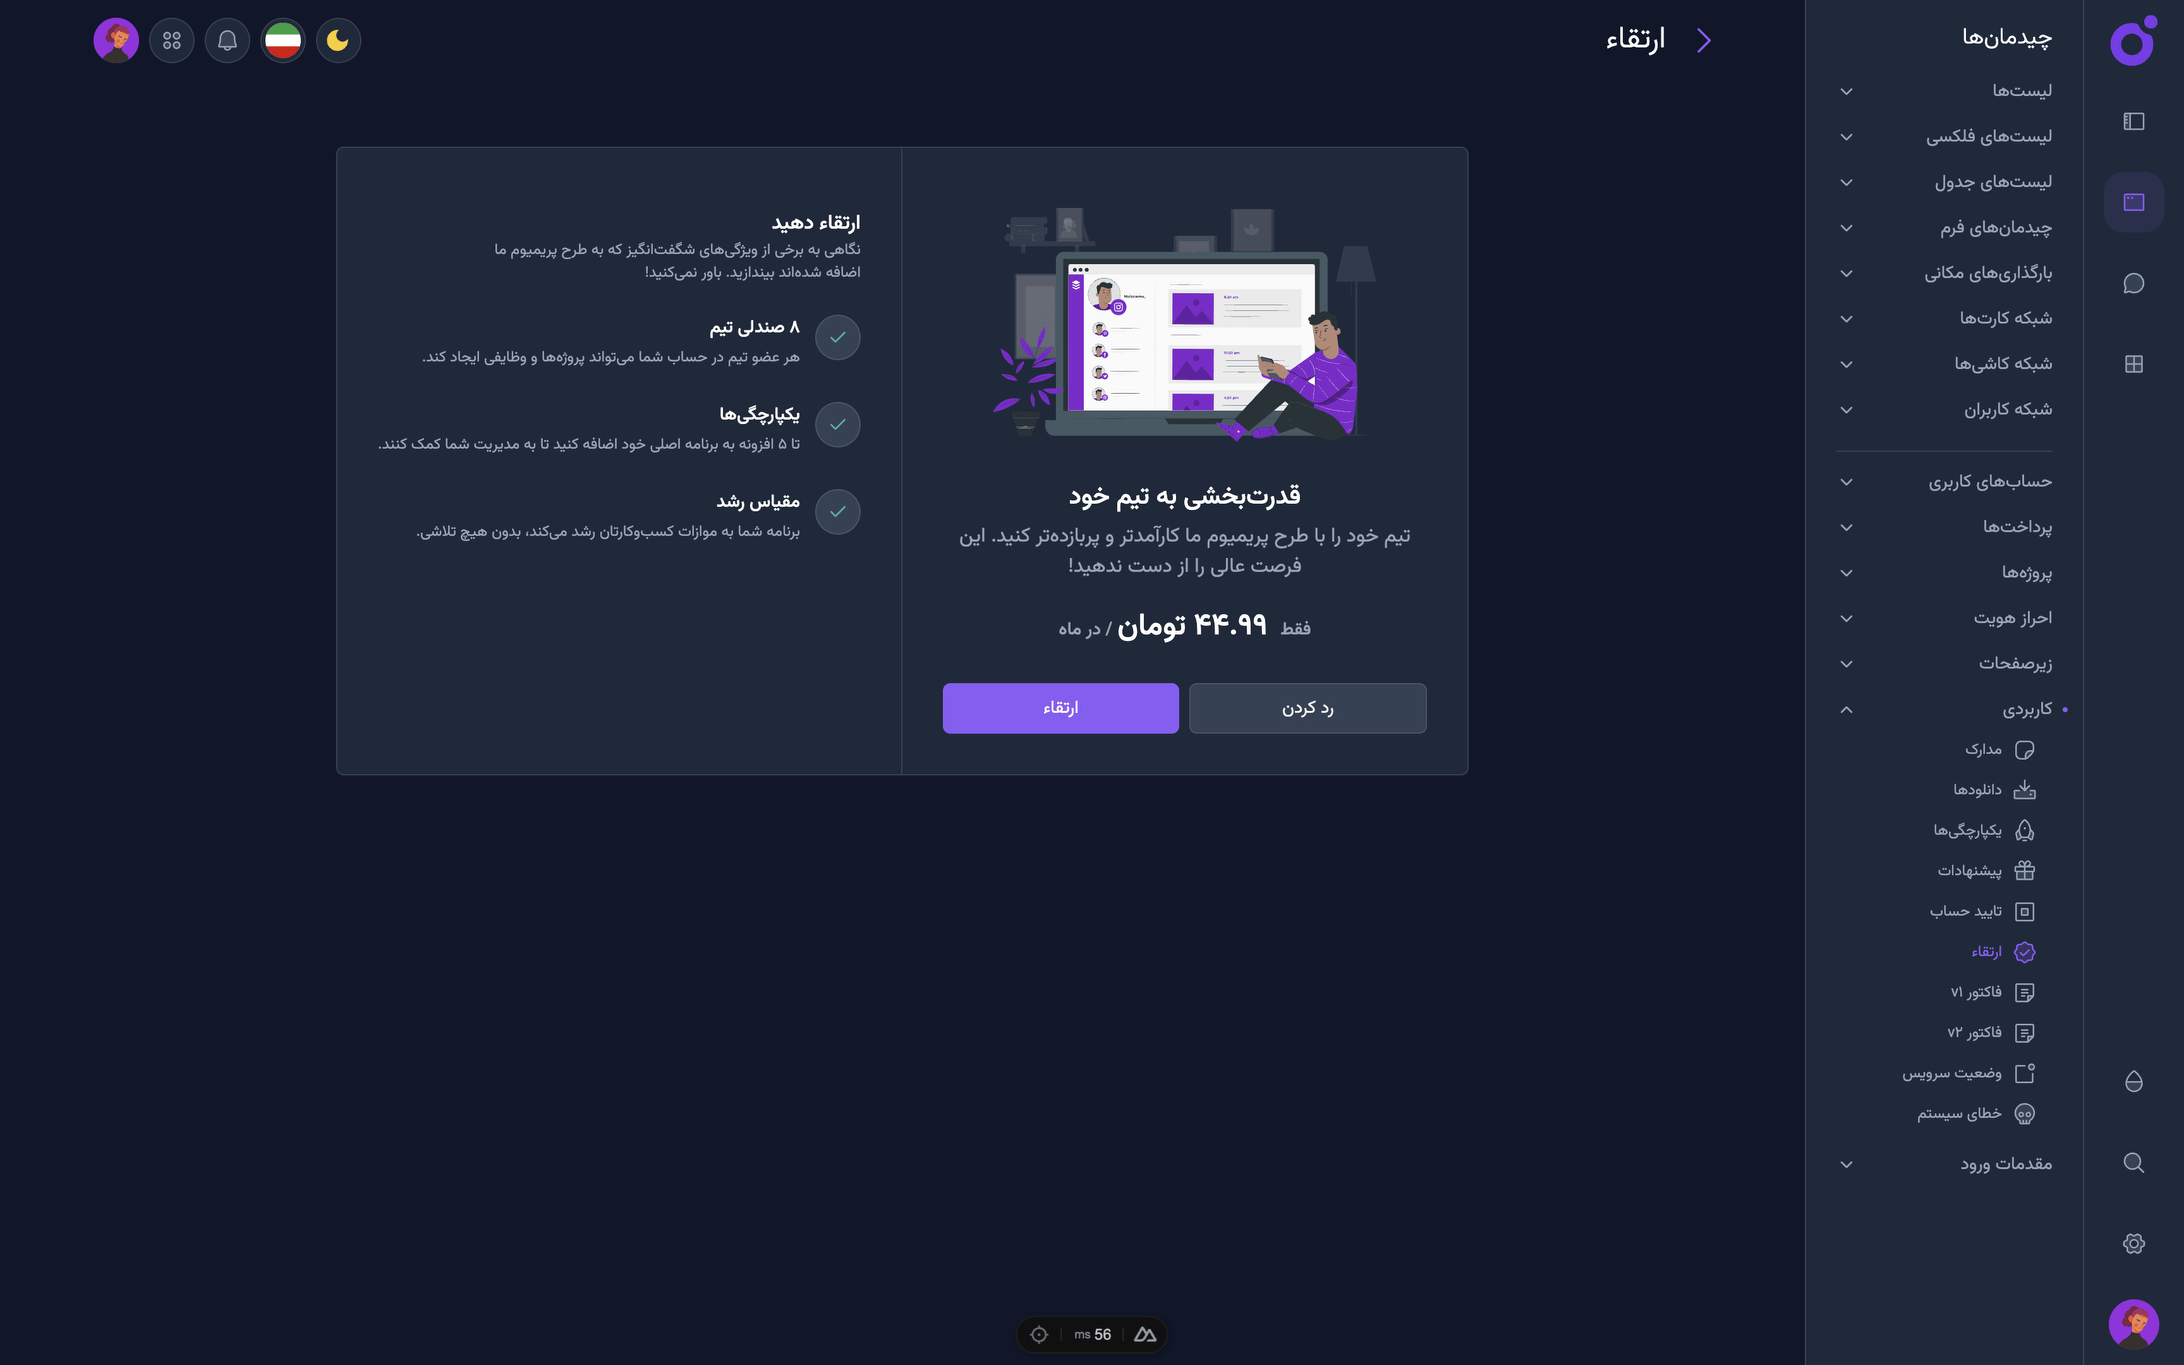 چیدمان‌ها
لیست‌ها
لیست‌های فلکسی
لیست‌های جدول
چیدمان‌های فرم
بارگذاری‌های مکانی
شبکه کارت‌ها
شبکه کاشی‌ها
شبکه کاربران
حساب‌های کاربری
پرداخت‌ها
پروژه‌ها
احراز هویت
زیرصفحات
کاربردی
مدارک
دانلودها
یکپارچگی‌ها
پیشنهادات
تایید حساب
ارتقاء
فاکتور v۱
فاکتور v۲
وضعیت سرویس
خطای سیستم
مقدمات ورود
ارتقاء
قدرت‌بخشی به تیم خود
تیم خود را با طرح پریمیوم ما کارآمدتر و پربازده‌تر کنید. این
فرصت عالی را از دست ندهید!
فقط ۴۴.۹۹ تومان / در ماه
رد کردن
ارتقاء
ارتقاء دهید
نگاهی به برخی از ویژگی‌های شگفت‌انگیز که به طرح پریمیوم ما
اضافه شده‌اند بیندازید. باور نمی‌کنید!
۸ صندلی تیم
هر عضو تیم در حساب شما می‌تواند پروژه‌ها و وظایفی ایجاد کند.
یکپارچگی‌ها
تا ۵ افزونه به برنامه اصلی خود اضافه کنید تا به مدیریت شما کمک کنند.
مقیاس رشد
برنامه شما به موازات کسب‌وکارتان رشد می‌کند، بدون هیچ تلاشی.
56 ms